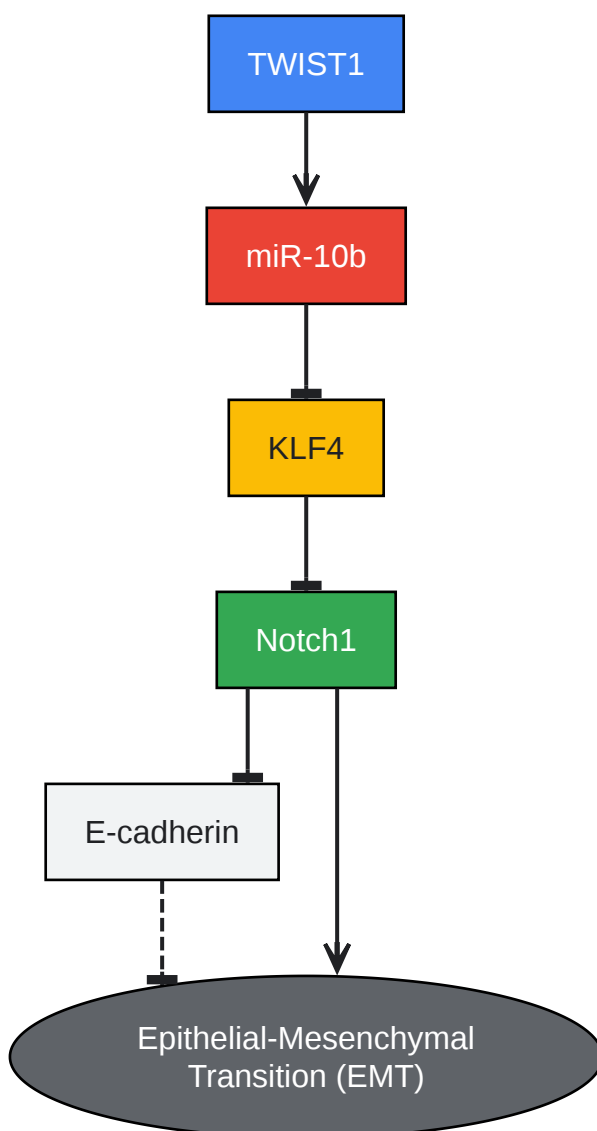 TWIST1
miR-10b
KLF4
Notch1
E-cadherin
Epithelial-Mesenchymal
Transition (EMT)